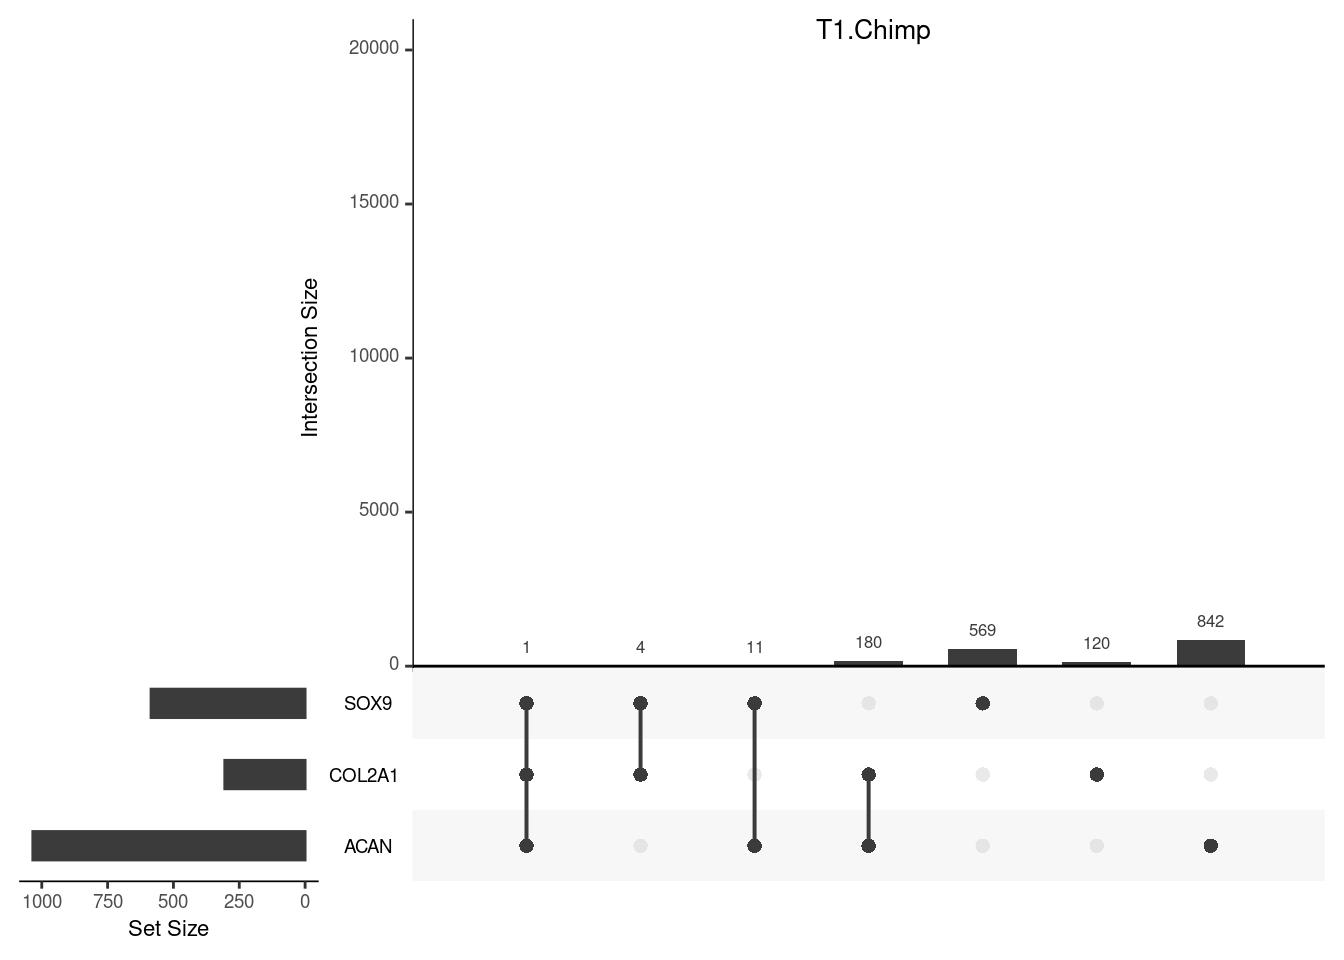 T1.Chimp
20000
15000
10000
5000
0
Intersection Size
1 4 11 180 569 120 842
SOX9
COL2A1
ACAN
1000 750 500 250 0
Set Size